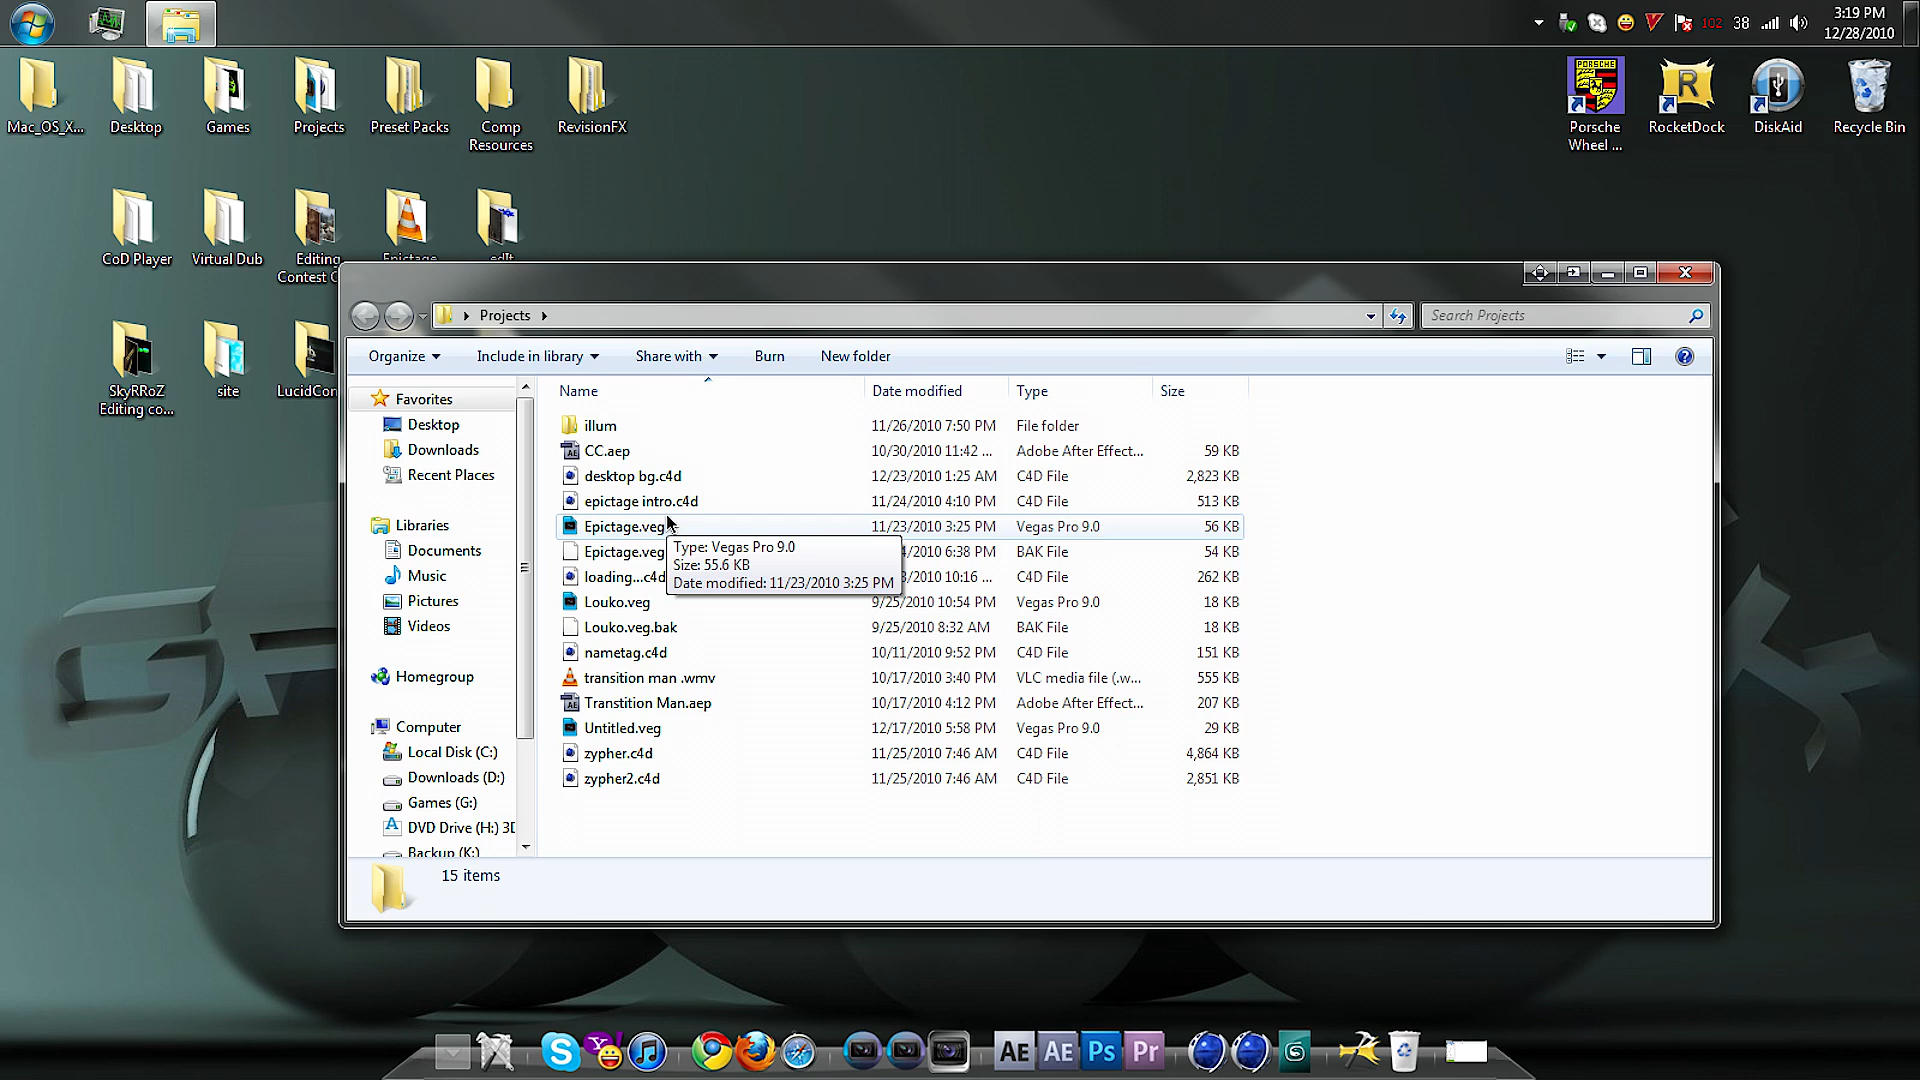 102 38 3:19 PM
12/28/2010
Mac_OS_X... Desktop Games Projects Preset Packs Comp Resources RevisionFX
PORSCHE
Porsche Wheel ... RocketDock DiskAid Recycle Bin
CoD Player Virtual Dub Editing Contest Epictage edIt
SkyRRoZ Editing co... site LucidCon
Projects
Search Projects
Organize Include in library Share with Burn New folder
Name Date modified Type Size
Favorites
Desktop
Downloads
Recent Places
Libraries
Documents
Music
Pictures
Videos
Homegroup
Computer
Local Disk (C:)
Downloads (D:)
Games (G:)
DVD Drive (H:) 3D
Backup (K:)
illum 11/26/2010 7:50 PM File folder
CC.aep 10/30/2010 11:42 ... Adobe After Effect... 59 KB
desktop bg.c4d 12/23/2010 1:25 AM C4D File 2,823 KB
epictage intro.c4d 11/24/2010 4:10 PM C4D File 513 KB
Epictage.veg 11/23/2010 3:25 PM Vegas Pro 9.0 56 KB
Epictage.veg 4/2010 6:38 PM BAK File 54 KB
loading...c4d 3/2010 10:16 ... C4D File 262 KB
Louko.veg 9/25/2010 10:54 PM Vegas Pro 9.0 18 KB
Louko.veg.bak 9/25/2010 8:32 AM BAK File 18 KB
nametag.c4d 10/11/2010 9:52 PM C4D File 151 KB
transition man .wmv 10/17/2010 3:40 PM VLC media file (.w... 555 KB
Transtition Man.aep 10/17/2010 4:12 PM Adobe After Effect... 207 KB
Untitled.veg 12/17/2010 5:58 PM Vegas Pro 9.0 29 KB
zypher.c4d 11/25/2010 7:46 AM C4D File 4,864 KB
zypher2.c4d 11/25/2010 7:46 AM C4D File 2,851 KB
Type: Vegas Pro 9.0
Size: 55.6 KB
Date modified: 11/23/2010 3:25 PM
15 items
AE AE Ps Pr